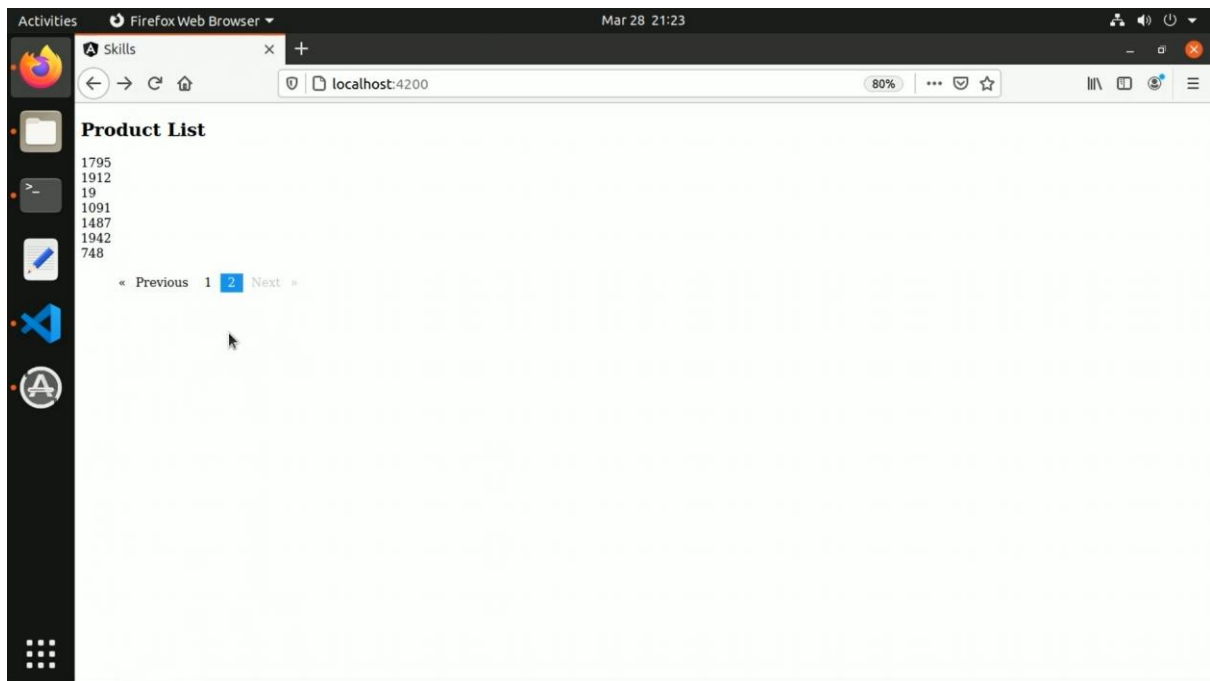 Activities Firefox Web Browser Mar 28 21:23
Skills
localhost:4200 80%
Product List
1795
1912
19
1091
1487
1942
748
« Previous 1 2 Next »